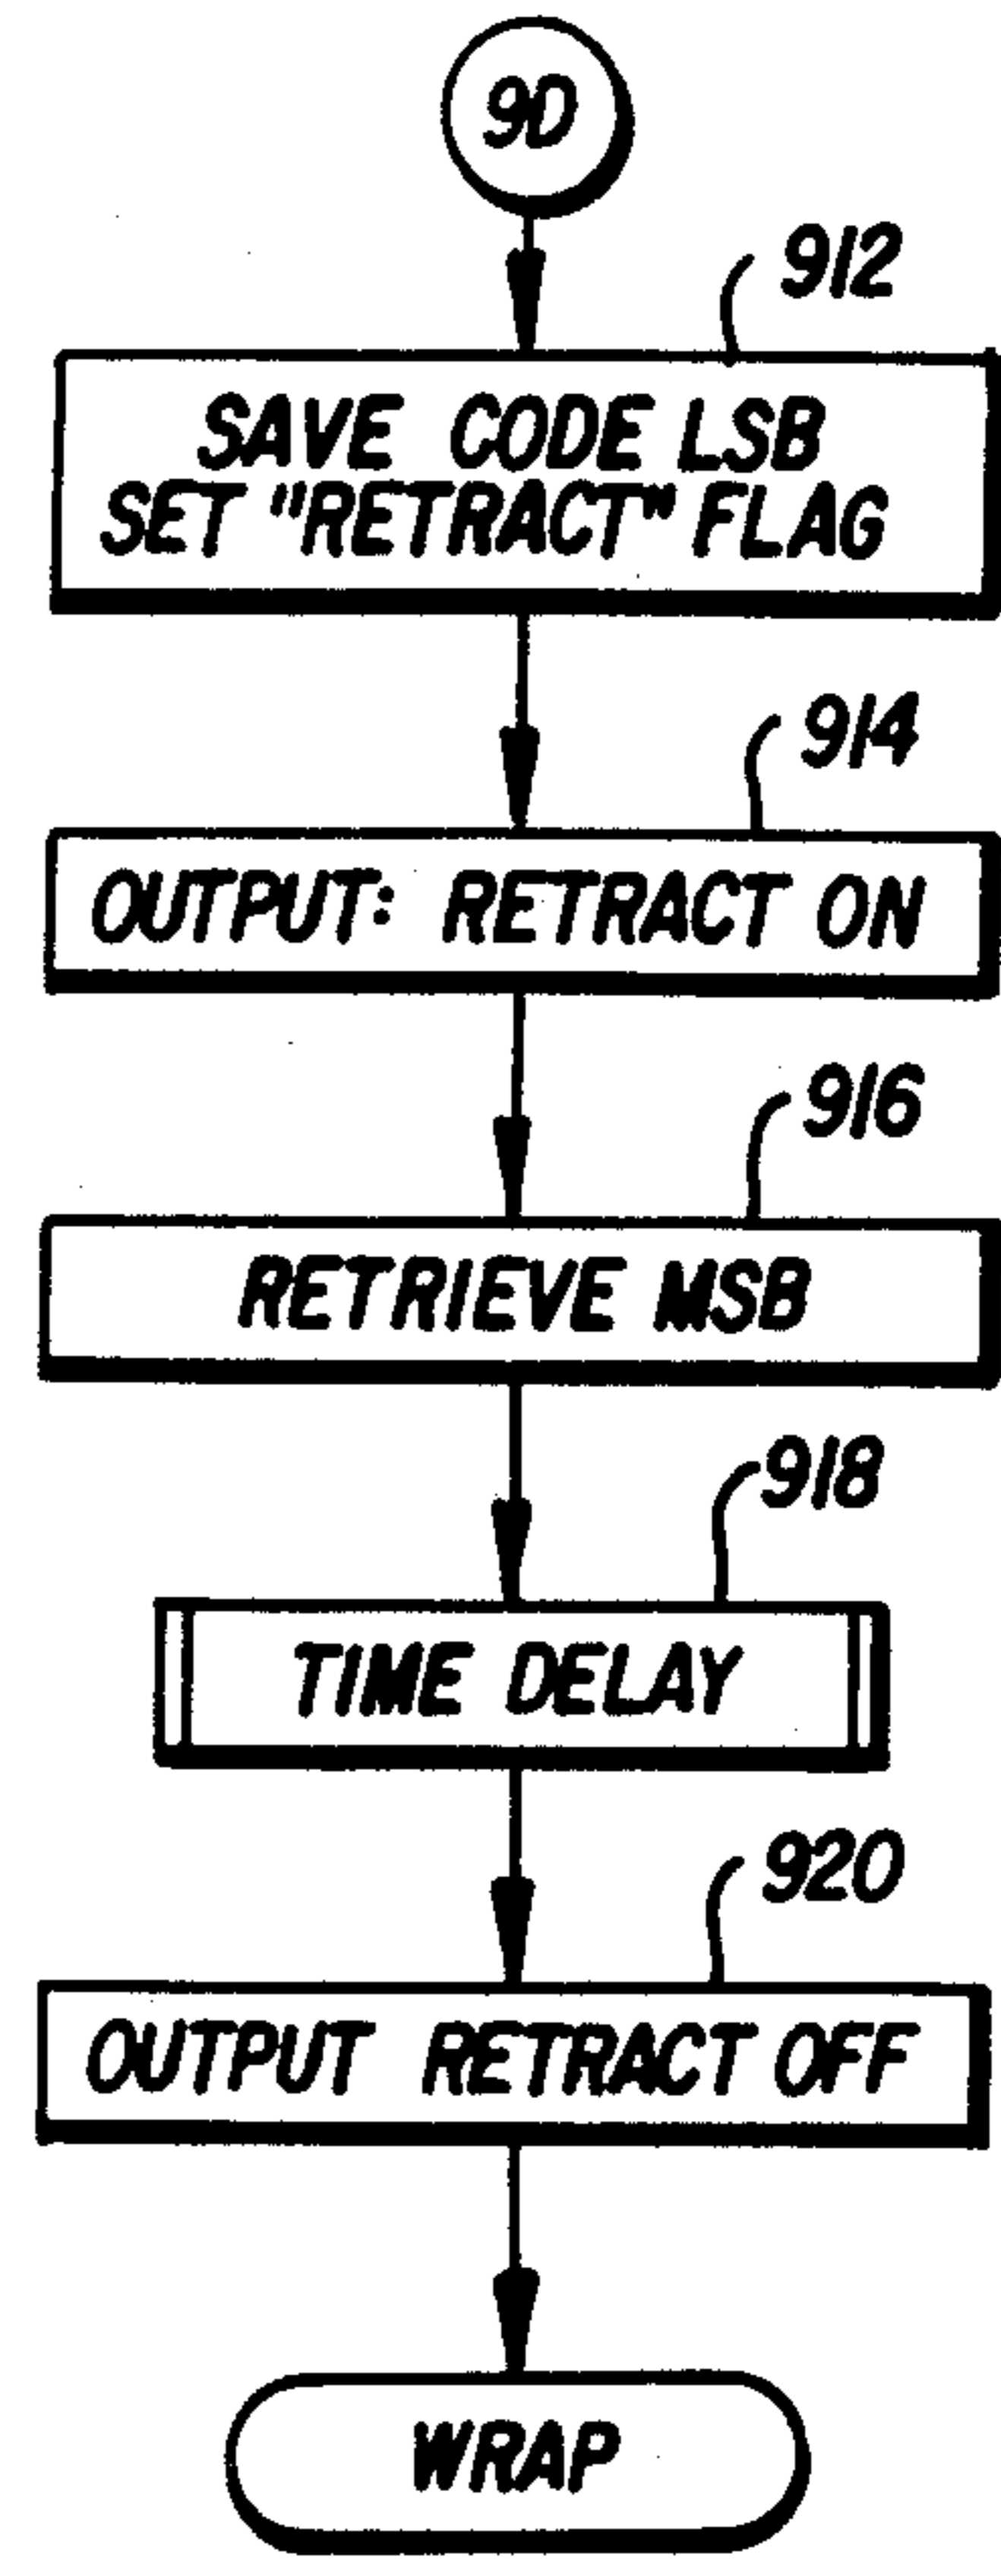 9D
912
SAVE CODE LSB
SET "RETRACT" FLAG
914
OUTPUT: RETRACT ON
916
RETRIEVE MSB
918
TIME DELAY
920
OUTPUT RETRACT OFF
WRAP